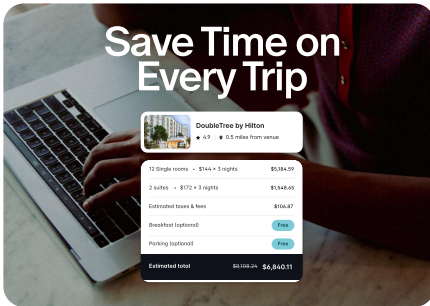 Save Time on
Every Trip
DoubleTree by Hilton
★ 4.9 0.5 miles from venue
12 Single rooms • $144 × 3 nights $5,184.59
2 suites • $172 × 3 nights $1,548.65
Estimated taxes & fees $106.87
Breakfast (optional) Free
Parking (optional) Free
Estimated total $8,108.24 $6,840.11